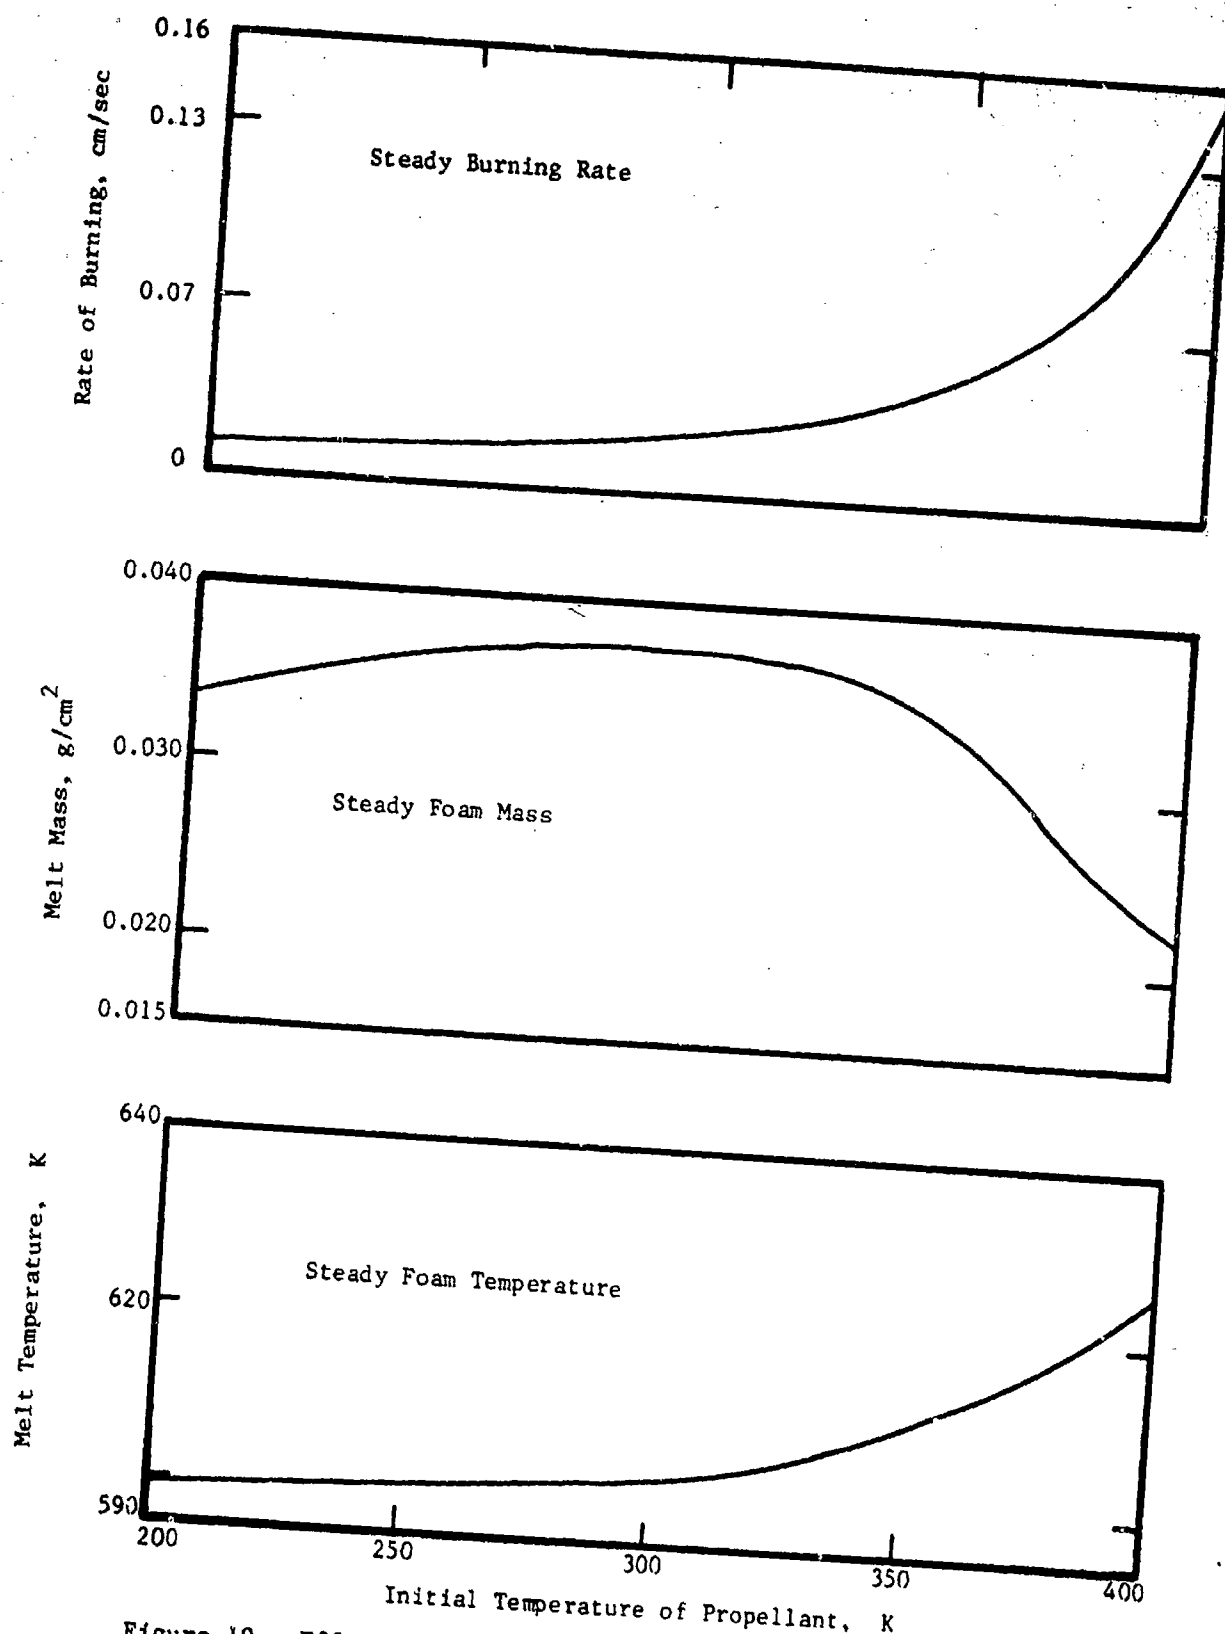 0.16
0.13
0.07
0
Rate of Burning, cm/sec
Steady Burning Rate
0.040
0.030
0.020
0.015
Melt Mass, g/cm²
Steady Foam Mass
640
620
590
Melt Temperature, K
Steady Foam Temperature
200 250 300 350 400
Initial Temperature of Propellant, K
Figure